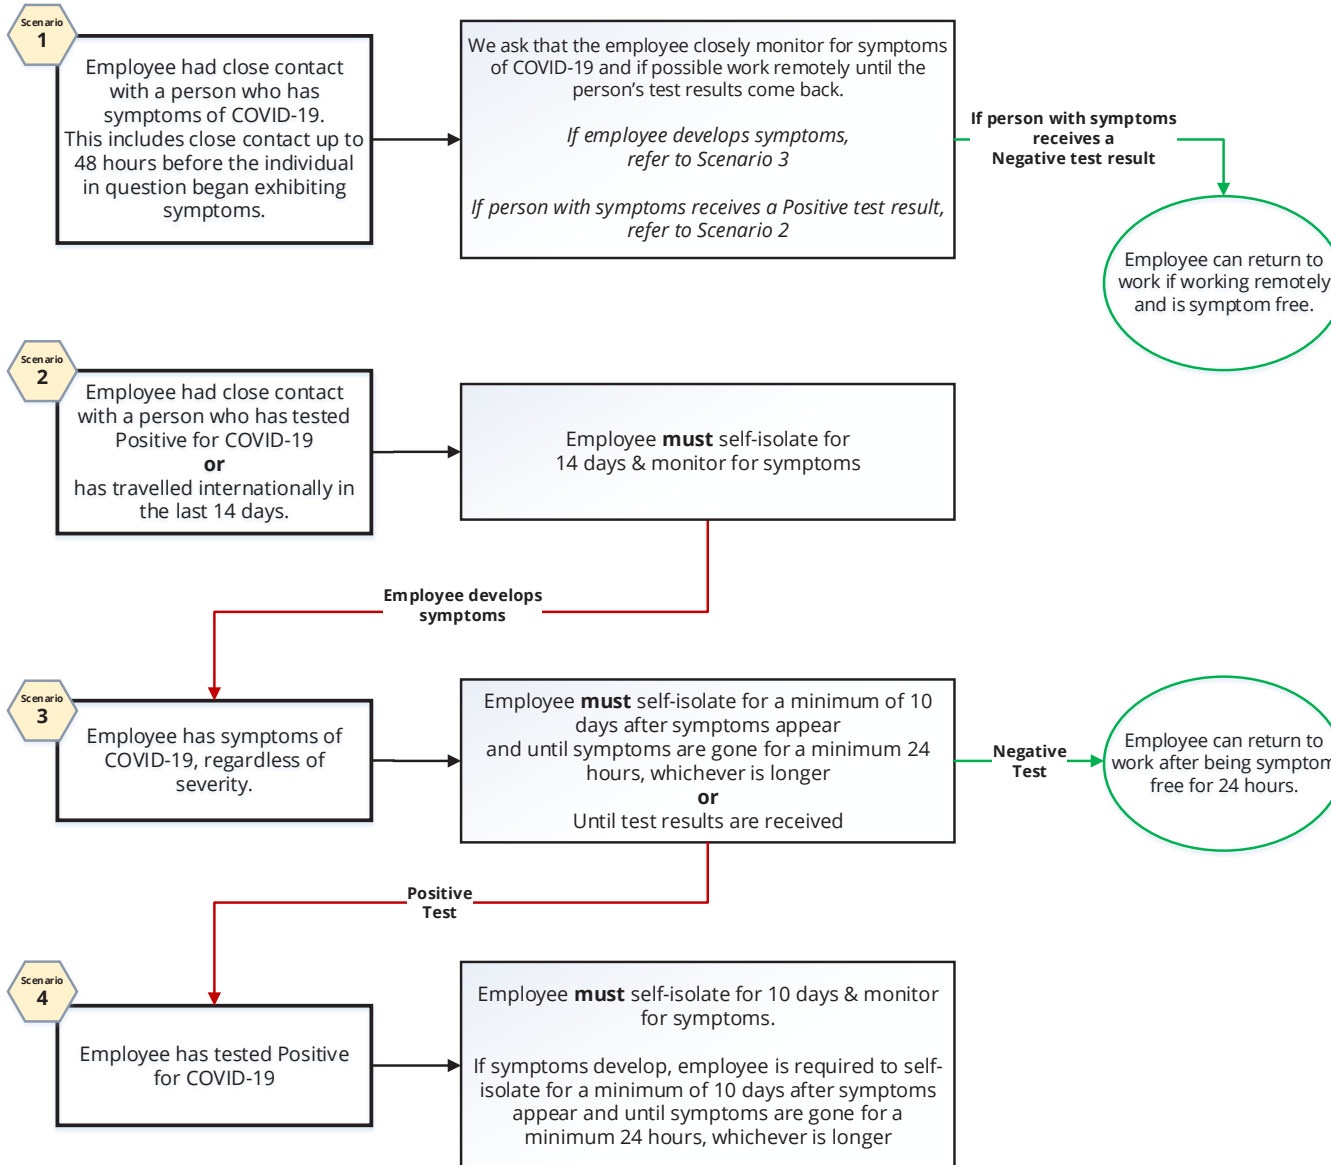 Scenario
1
Employee had close contact
with a person who has
symptoms of COVID-19.
This includes close contact up to
48 hours before the individual
in question began exhibiting
symptoms.
We ask that the employee closely monitor for symptoms
of COVID-19 and if possible work remotely until the
person's test results come back.
If employee develops symptoms,
refer to Scenario 3
If person with symptoms receives a Positive test result,
refer to Scenario 2
If person with symptoms
receives a
Negative test result
Employee can return to
work if working remotely
and is symptom free.
Scenario
2
Employee had close contact
with a person who has tested
Positive for COVID-19
or
has travelled internationally in
the last 14 days.
Employee must self-isolate for
14 days & monitor for symptoms
Employee develops
symptoms
Scenario
3
Employee has symptoms of
COVID-19, regardless of
severity.
Employee must self-isolate for a minimum of 10
days after symptoms appear
and until symptoms are gone for a minimum 24
hours, whichever is longer
or
Until test results are received
Negative
Test
Employee can return to
work after being symptom
free for 24 hours.
Positive
Test
Scenario
4
Employee has tested Positive
for COVID-19
Employee must self-isolate for 10 days & monitor
for symptoms.
If symptoms develop, employee is required to self-
isolate for a minimum of 10 days after symptoms
appear and until symptoms are gone for a
minimum 24 hours, whichever is longer